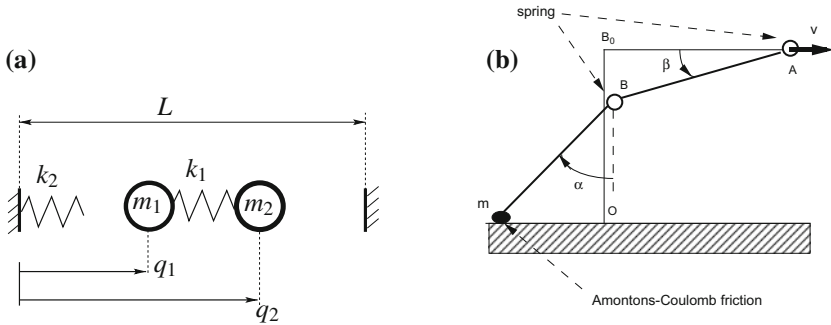 (a)
L
k2
k1
m1
m2
q1
q2
(b)
spring
v
B0
A
β
B
α
m
O
Amontons-Coulomb friction